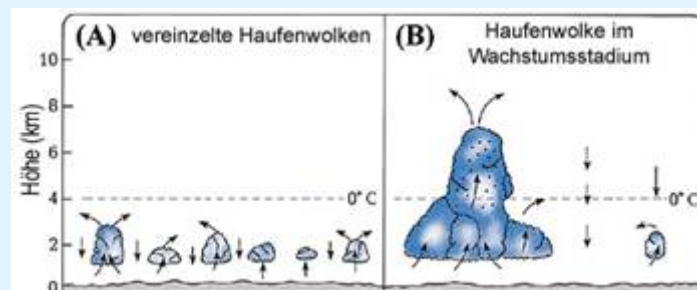 (A) vereinzelte Haufenwolken
(B) Haufenwolke im
Wachstumsstadium
Höhe (km)
10
8
6
4
2
0
0° C
0° C